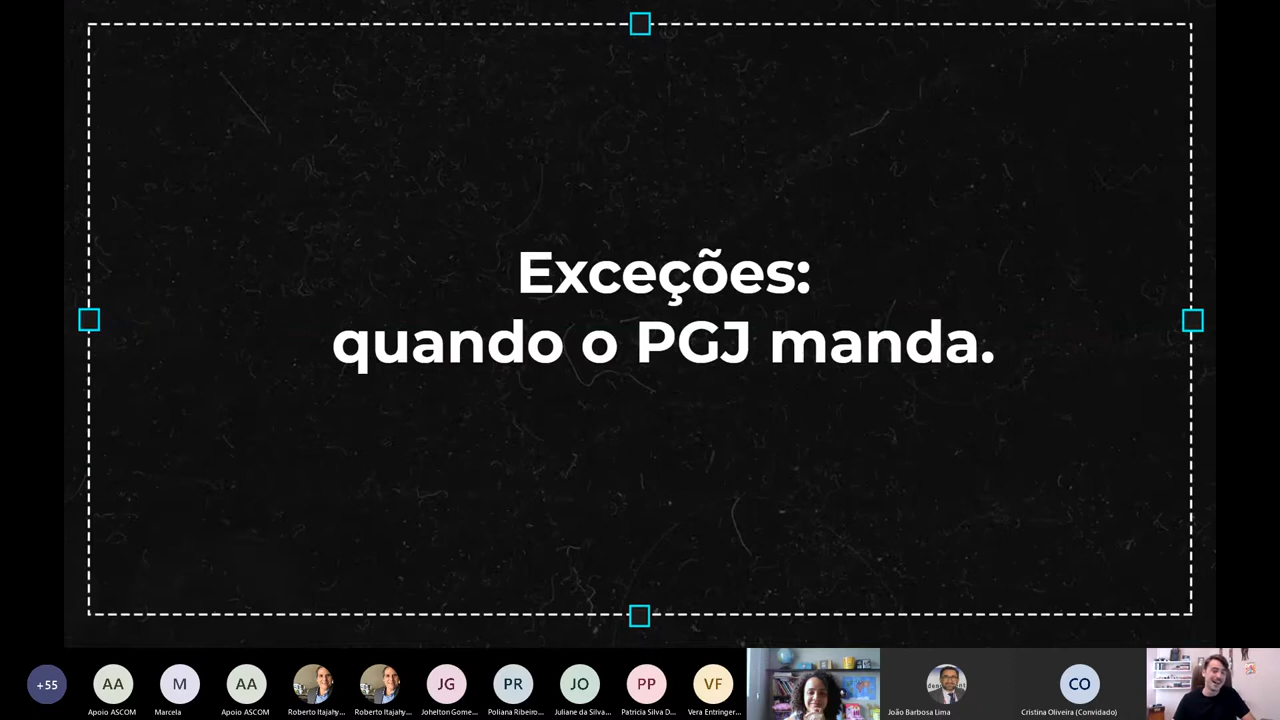 Exceções:
quando o PGJ manda.
+55
AA
M
AA
JG
PR
JO
PP
VF
CO
Apoio ASCOM
Marcela
Apoio ASCOM
Roberto Itajahy...
Roberto Itajahy...
Johelton Gome...
Poliana Ribeiro...
Juliane da Silva...
Patricia Silva D...
Vera Entringer...
João Barbosa Lima
Cristina Oliveira (Convidado)